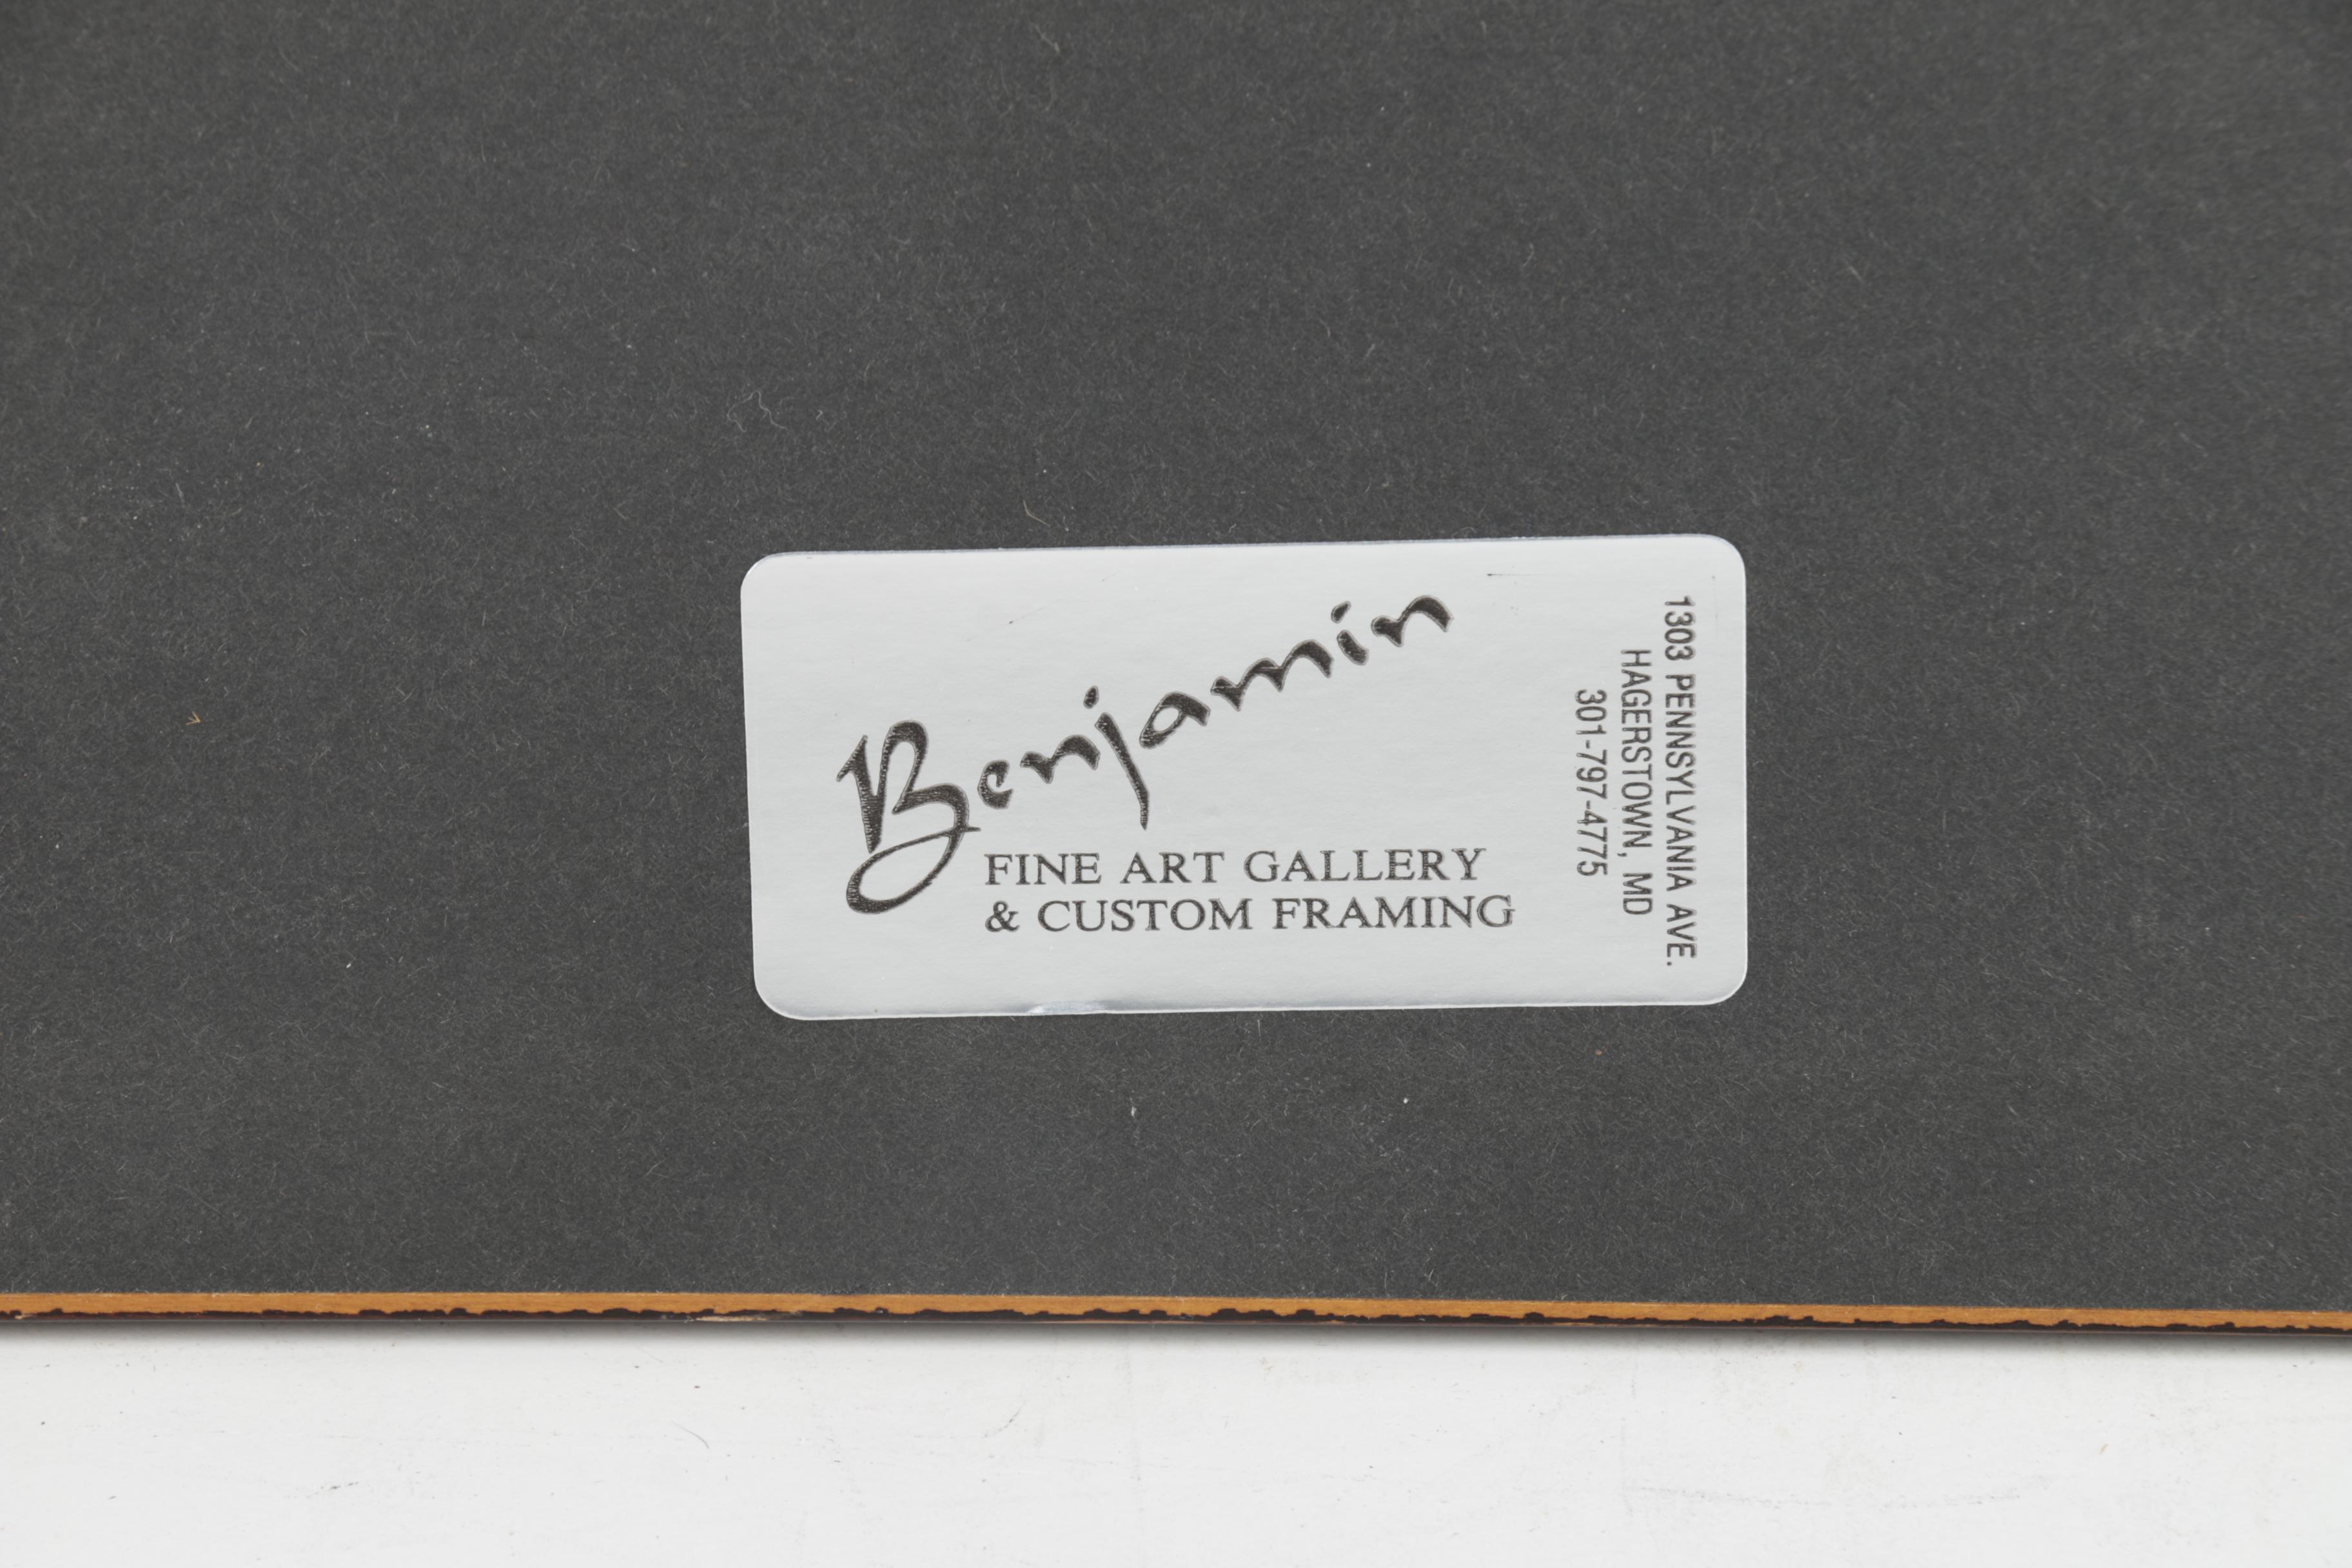 Benjamin
FINE ART GALLERY
& CUSTOM FRAMING
1303 PENNSYLVANIA AVE.
HAGERSTOWN, MD
301-797-4775